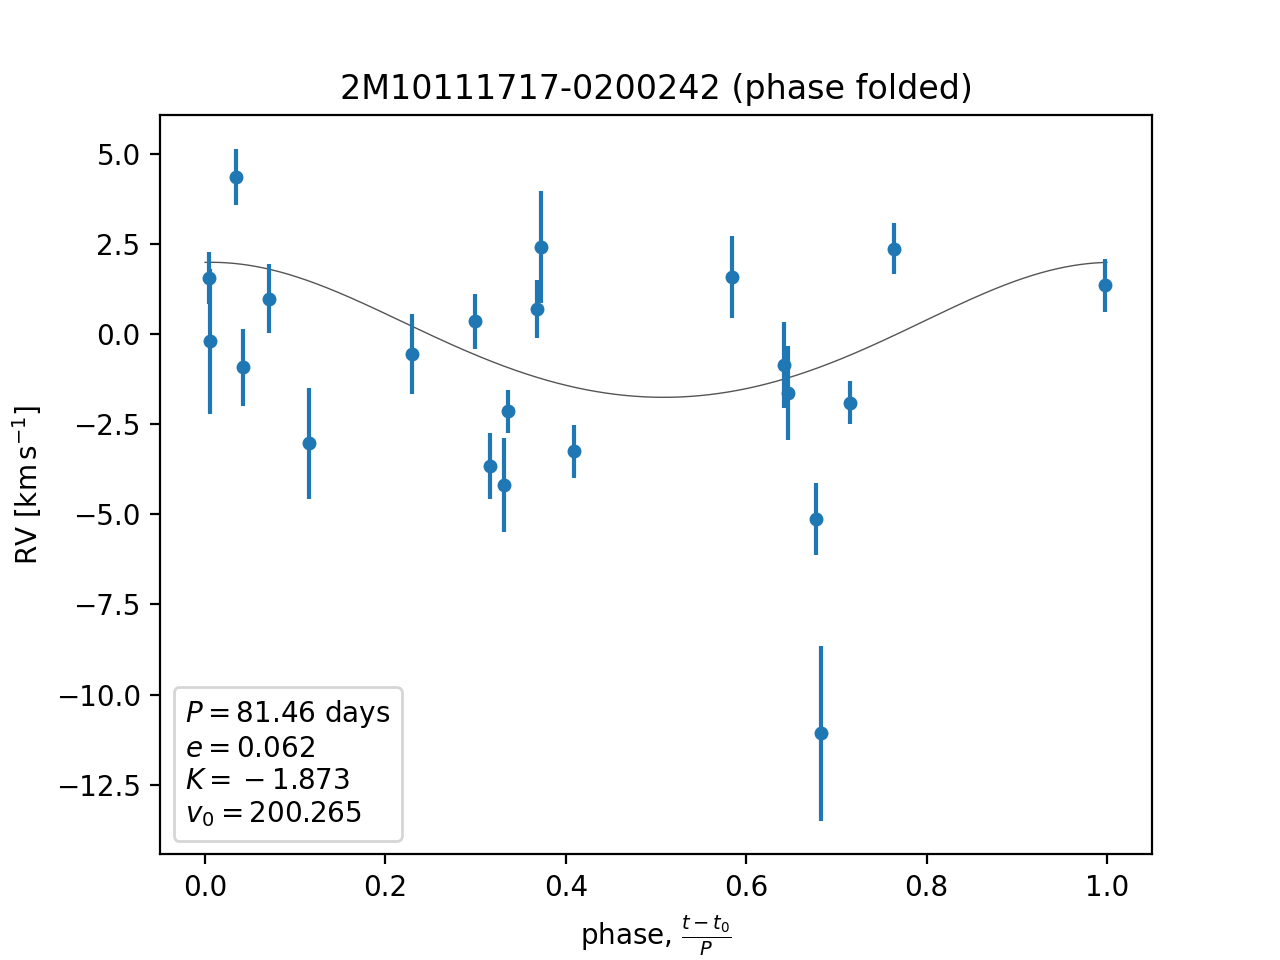 2M10111717-0200242 (phase folded)
5.0
2.5
0.0
−2.5
−5.0
−7.5
−10.0
−12.5
RV [km s⁻¹]
P = 81.46 days
e = 0.062
K = −1.873
v₀ = 200.265
0.0 0.2 0.4 0.6 0.8 1.0
phase, (t − t₀)/P